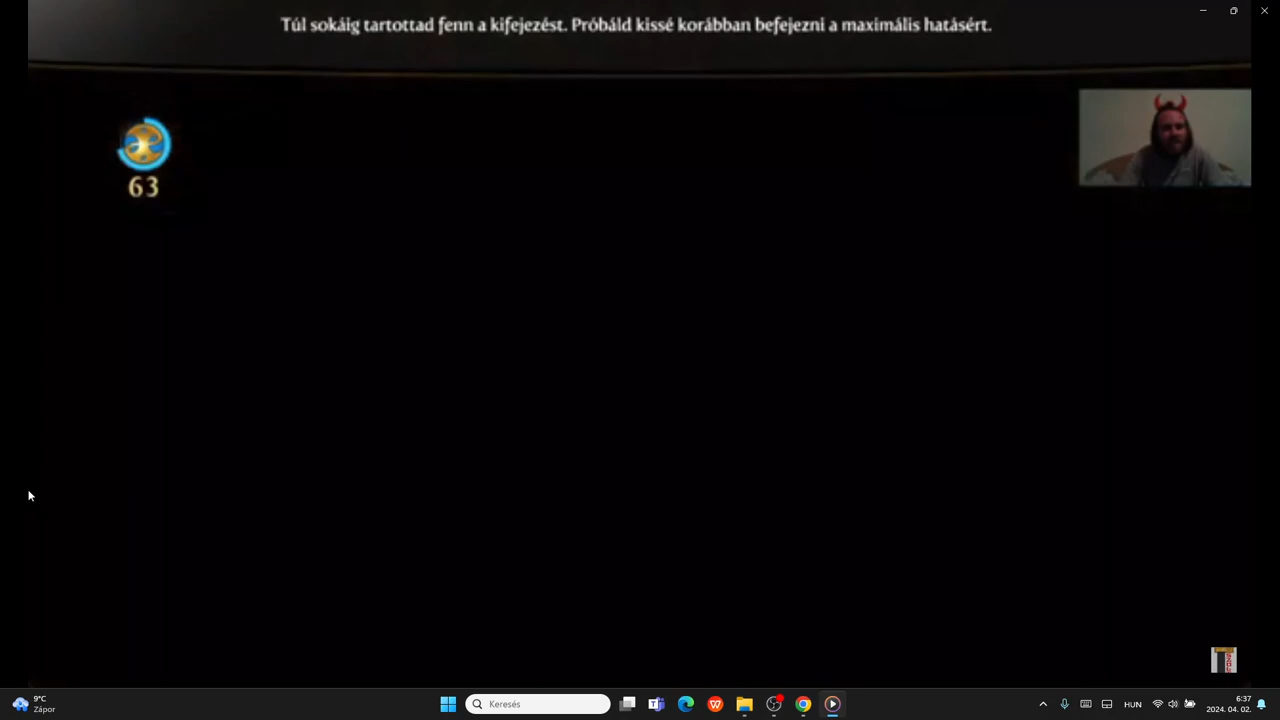 Túl sokáig tartottad fenn a kifejezést. Próbáld kissé korábban befejezni a maximális hatásért.
63
9°C
Zápor
Keresés
HUN
6:37
2024. 04. 02.